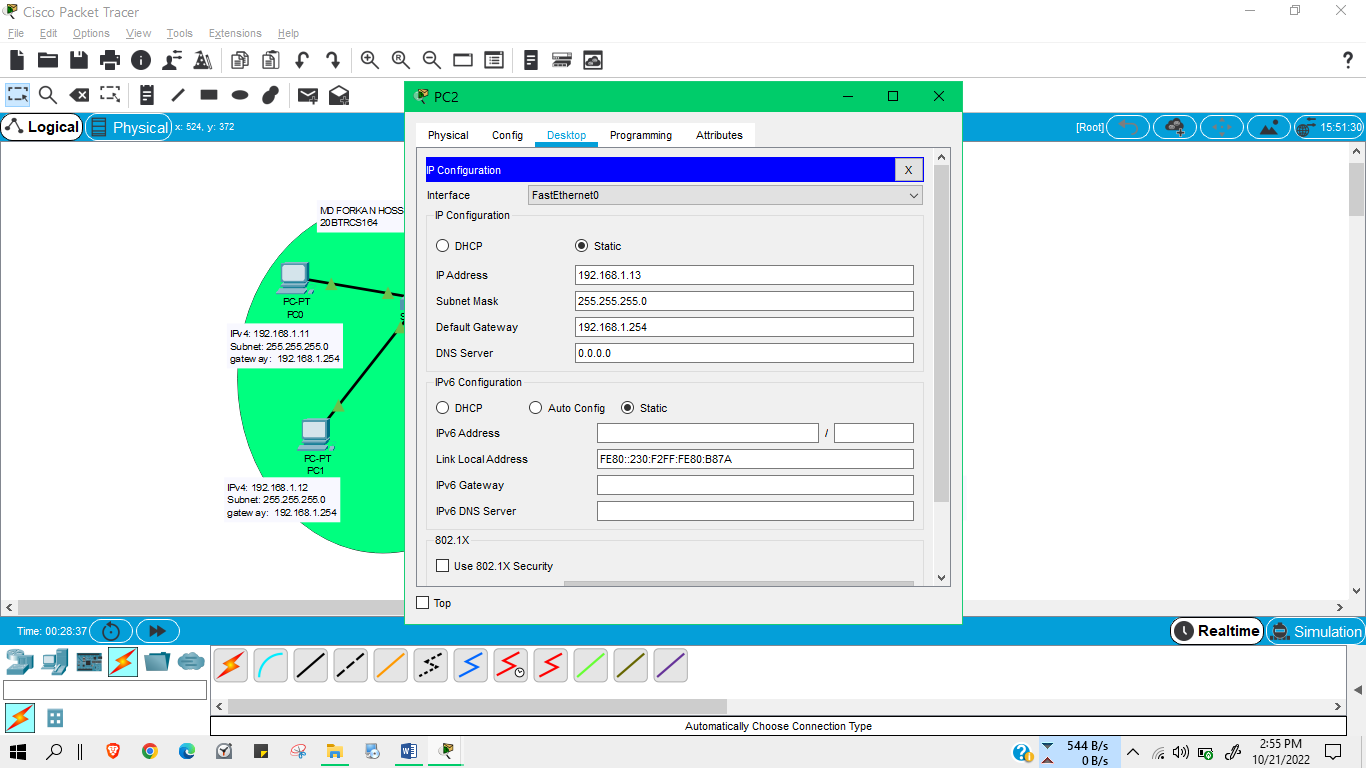 Cisco Packet Tracer
File Edit Options View Tools Extensions Help
?
Logical
Physical
x: 524, y: 372
[Root]
15:51:30
MD FORKAN HOSS
20BTRCS164
PC-PT
PC0
IPv4: 192.168.1.11
Subnet: 255.255.255.0
gateway: 192.168.1.254
PC-PT
PC1
IPv4: 192.168.1.12
Subnet: 255.255.255.0
gateway: 192.168.1.254
PC2
Physical Config Desktop Programming Attributes
IP Configuration
X
Interface FastEthernet0
IP Configuration
DHCP Static
IP Address 192.168.1.13
Subnet Mask 255.255.255.0
Default Gateway 192.168.1.254
DNS Server 0.0.0.0
IPv6 Configuration
DHCP Auto Config Static
IPv6 Address /
Link Local Address FE80::230:F2FF:FE80:B87A
IPv6 Gateway
IPv6 DNS Server
802.1X
Use 802.1X Security
Top
Time: 00:28:37
Realtime
Simulation
Automatically Choose Connection Type
544 B/s
0 B/s
2:55 PM
10/21/2022